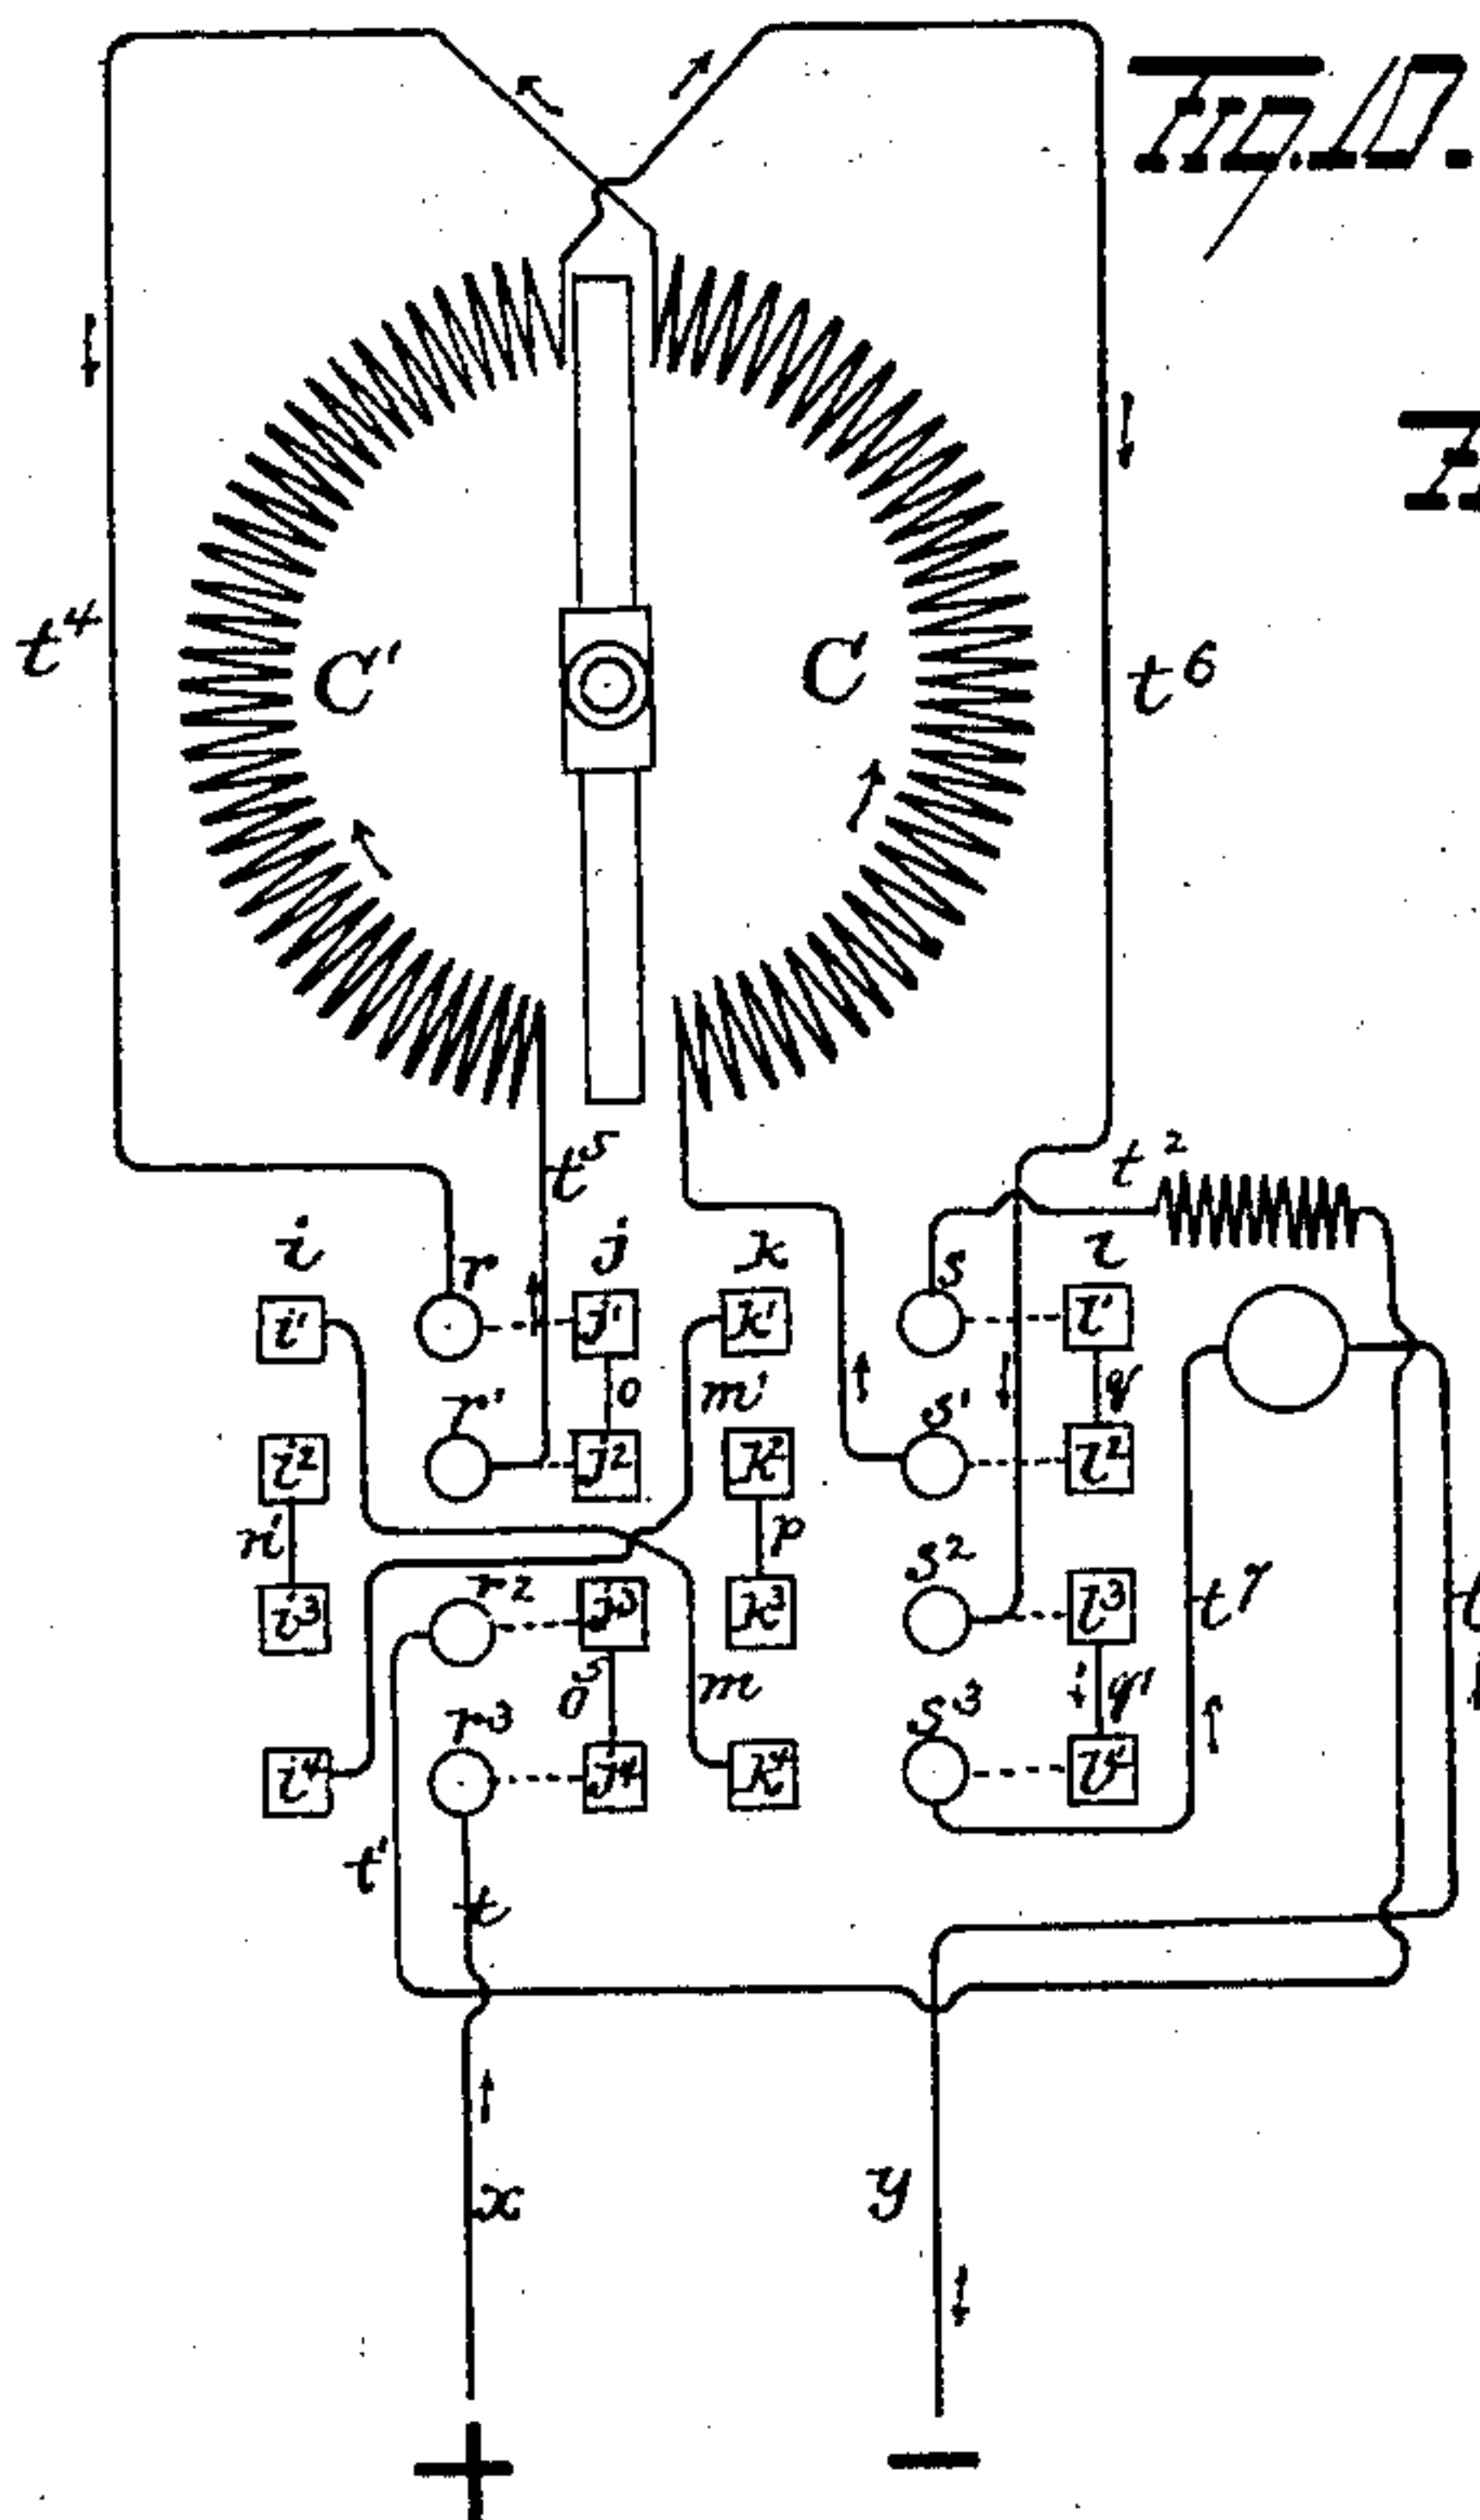 Fig. 10.
t⁴ C' C t⁶
t⁵ t²
i r j k s l
i' j' k' l'
r' o m' s' q
i² j² k² l²
n' p
r² s² t⁷
i³ j³ k³ l³
o⁵ m q'
r³ s³
i⁴ j⁴ k⁴ l⁴
t' t
x y
+ −